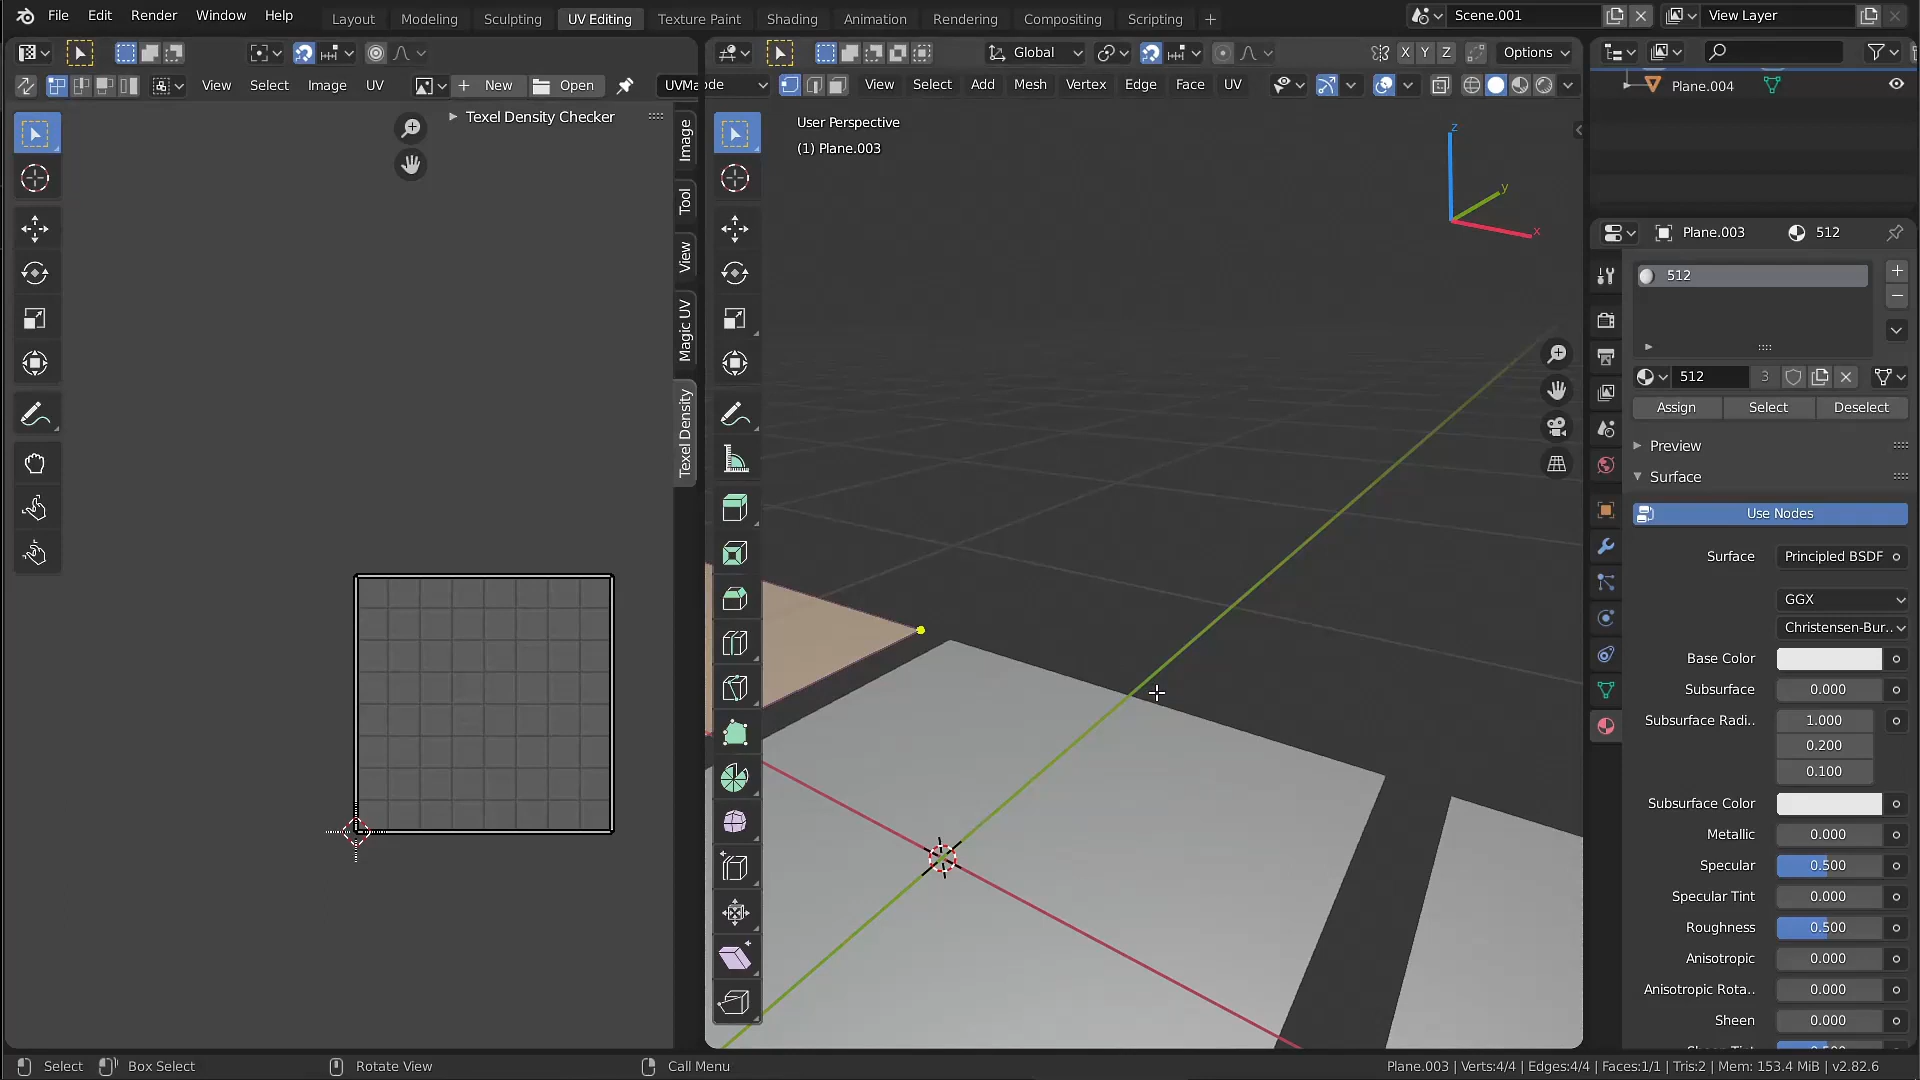 File Edit Render Window Help Layout Modeling Sculpting UV Editing Texture Paint Shading Animation Rendering Compositing Scripting + Scene.001 View Layer
Global X Y Z Options
View Select Image UV + New Open UVMa de View Select Add Mesh Vertex Edge Face UV
Plane.004
Texel Density Checker
Image
Tool
View
Magic UV
Texel Density
User Perspective
(1) Plane.003
z
y
x
Plane.003 512
512
512 3
Assign Select Deselect
Preview
Surface
Use Nodes
Surface Principled BSDF
GGX
Christensen-Bur..
Base Color
Subsurface 0.000
Subsurface Radi.. 1.000
0.200
0.100
Subsurface Color
Metallic 0.000
Specular 0.500
Specular Tint 0.000
Roughness 0.500
Anisotropic 0.000
Anisotropic Rota.. 0.000
Sheen 0.000
Select Box Select Rotate View Call Menu Plane.003 | Verts:4/4 | Edges:4/4 | Faces:1/1 | Tris:2 | Mem: 153.4 MiB | v2.82.6